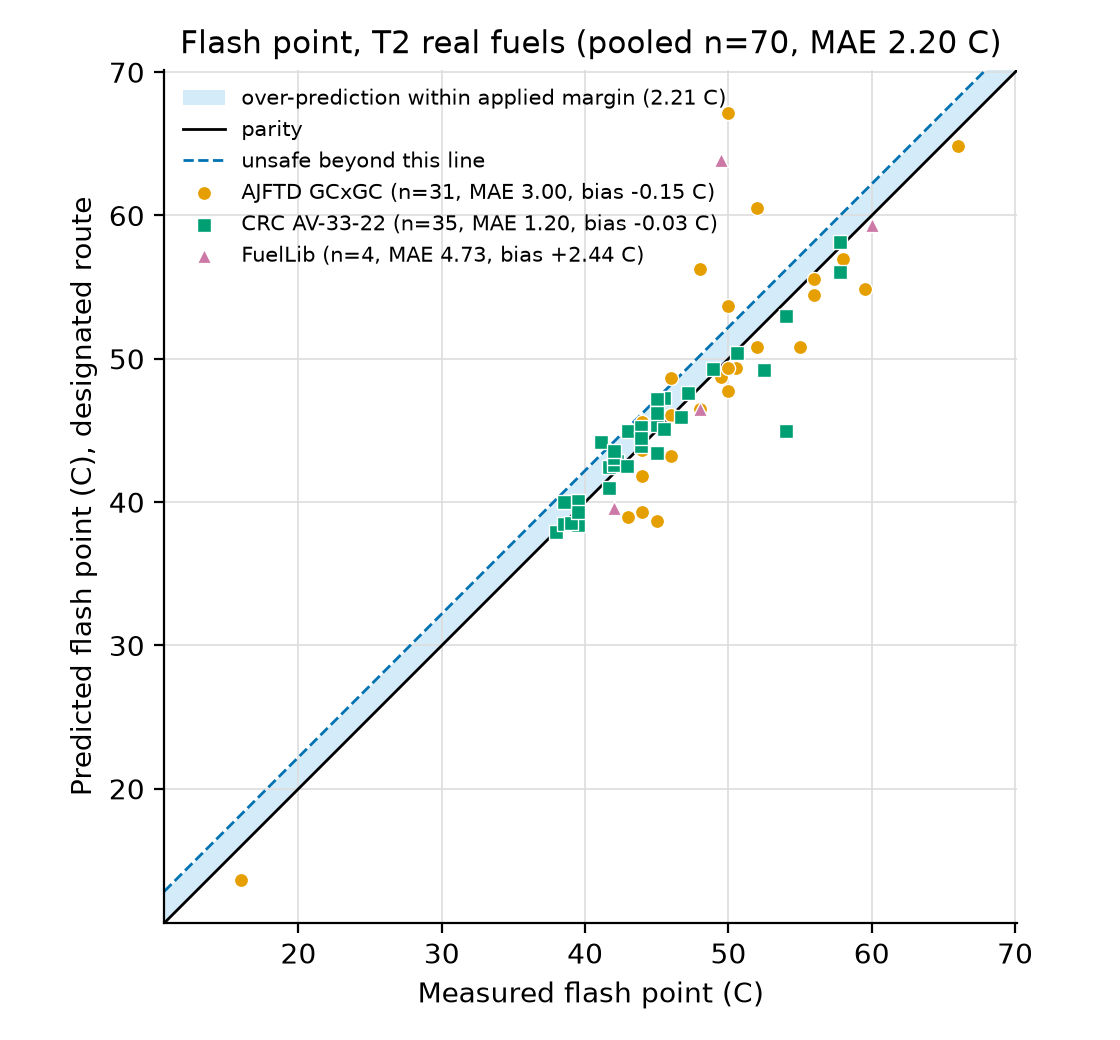 Flash point, T2 real fuels (pooled n=70, MAE 2.20 C)
over-prediction within applied margin (2.21 C)
parity
unsafe beyond this line
AJFTD GCxGC (n=31, MAE 3.00, bias -0.15 C)
CRC AV-33-22 (n=35, MAE 1.20, bias -0.03 C)
FuelLib (n=4, MAE 4.73, bias +2.44 C)
Predicted flash point (C), designated route
70
60
50
40
30
20
20 30 40 50 60 70
Measured flash point (C)